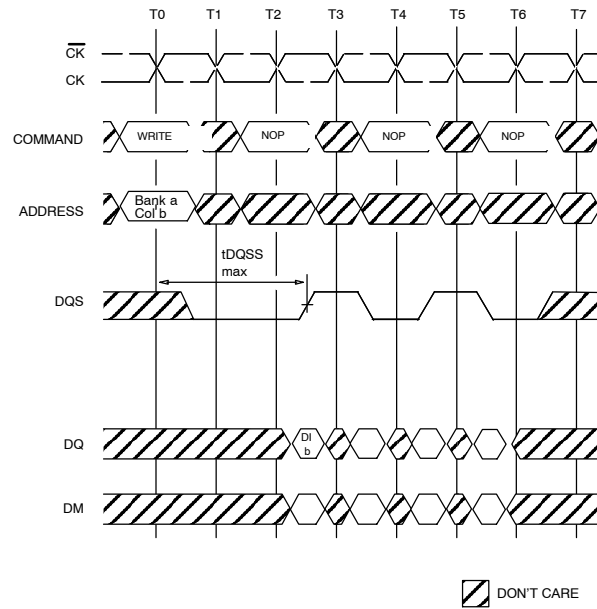 T0 T1 T2 T3 T4 T5 T6 T7
CK
CK
COMMAND WRITE NOP NOP NOP
ADDRESS Bank a
Col b
tDQSS
max
DQS
DQ DI
b
DM
DON'T CARE